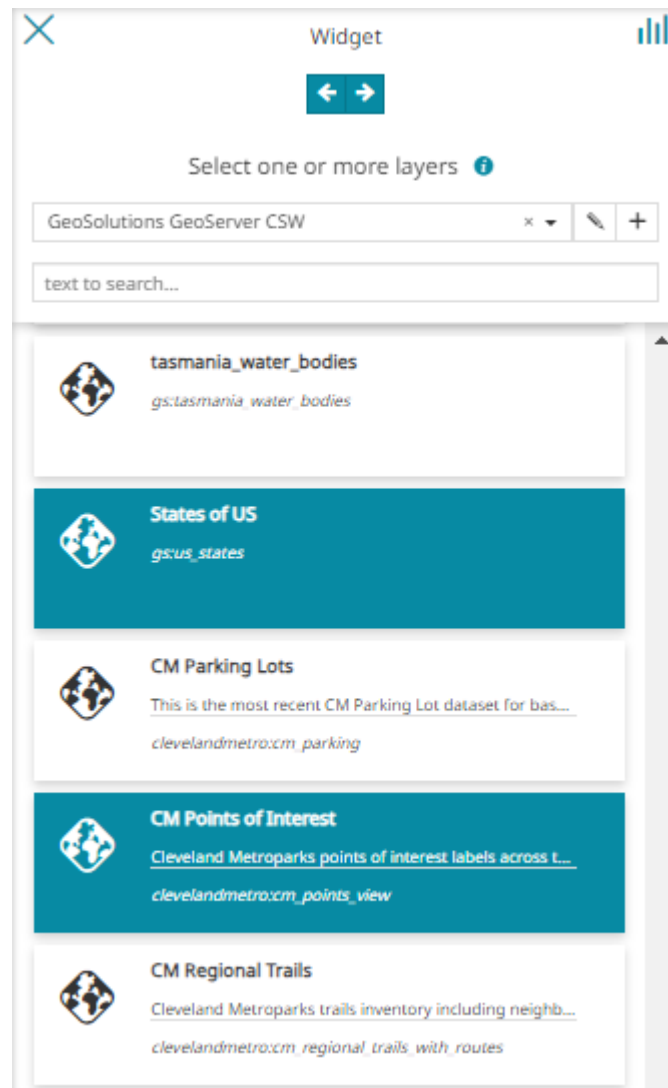 Widget
Select one or more layers
GeoSolutions GeoServer CSW
text to search...
tasmania_water_bodies
gs:tasmania_water_bodies
States of US
gs:us_states
CM Parking Lots
This is the most recent CM Parking Lot dataset for bas...
clevelandmetro:cm_parking
CM Points of Interest
Cleveland Metroparks points of interest labels across t...
clevelandmetro:cm_points_view
CM Regional Trails
Cleveland Metroparks trails inventory including neighb...
clevelandmetro:cm_regional_trails_with_routes